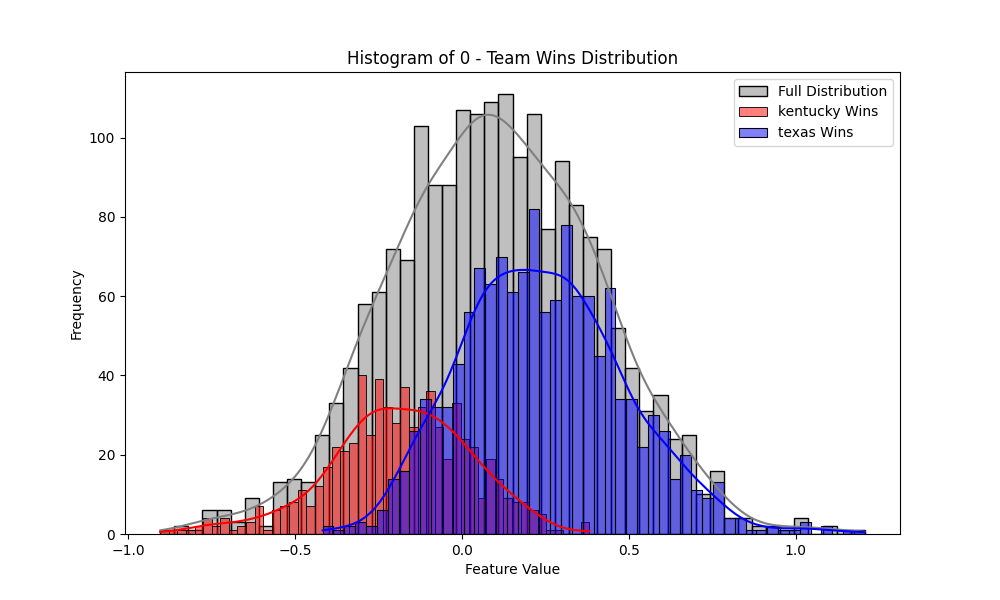 Histogram of 0 - Team Wins Distribution
Full Distribution
kentucky Wins
texas Wins
Frequency
100
80
60
40
20
0
−1.0
−0.5
0.0
0.5
1.0
Feature Value